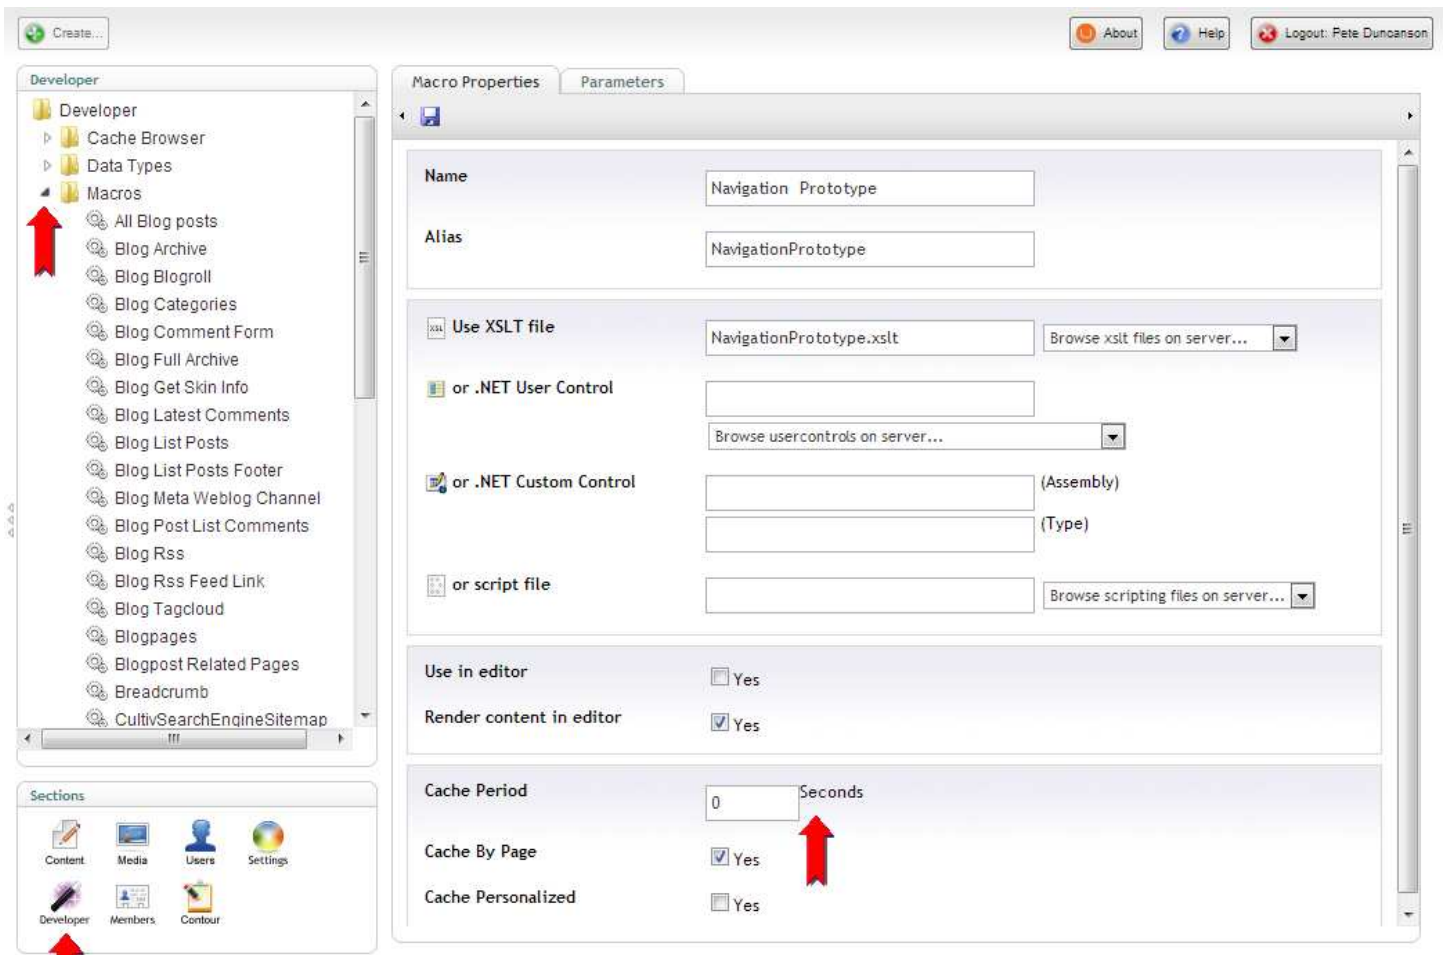 Create...
About
Help
Logout: Pete Duncanson
Developer
Developer
Cache Browser
Data Types
Macros
All Blog posts
Blog Archive
Blog Blogroll
Blog Categories
Blog Comment Form
Blog Full Archive
Blog Get Skin Info
Blog Latest Comments
Blog List Posts
Blog List Posts Footer
Blog Meta Weblog Channel
Blog Post List Comments
Blog Rss
Blog Rss Feed Link
Blog Tagcloud
Blogpages
Blogpost Related Pages
Breadcrumb
CultivSearchEngineSitemap
Sections
Content
Media
Users
Settings
Developer
Members
Contour
Macro Properties
Parameters
Name
Navigation Prototype
Alias
NavigationPrototype
XSL
Use XSLT file
NavigationPrototype.xslt
Browse xslt files on server...
or .NET User Control
Browse usercontrols on server...
or .NET Custom Control
(Assembly)
(Type)
or script file
Browse scripting files on server...
Use in editor
Yes
Render content in editor
Yes
Cache Period
0
Seconds
Cache By Page
Yes
Cache Personalized
Yes